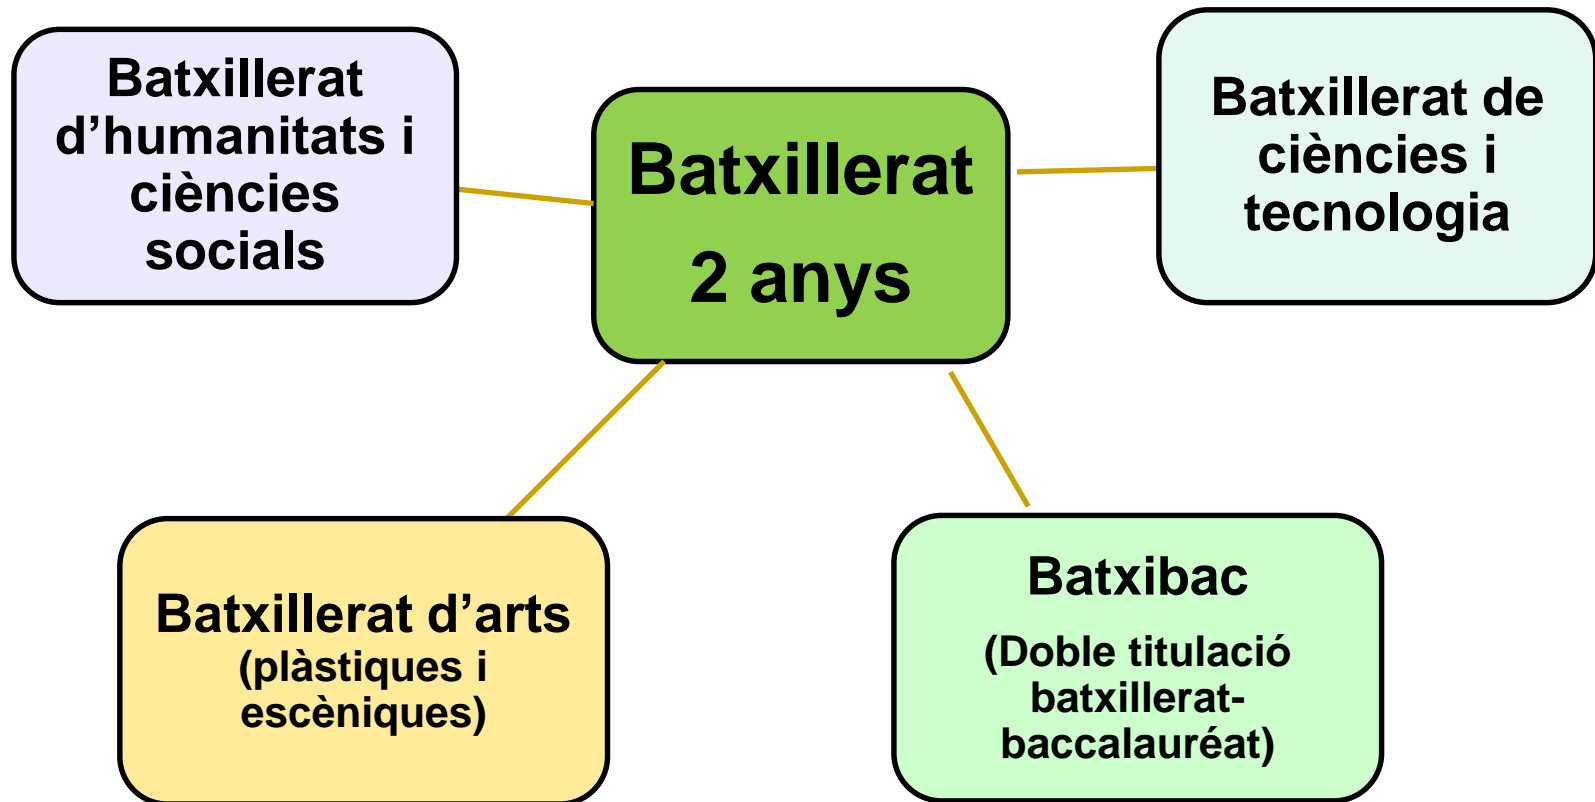 Batxillerat
d’humanitats i
ciències
socials
Batxillerat
2 anys
Batxillerat de
ciències i
tecnologia
Batxillerat d’arts
(plàstiques i
escèniques)
Batxibac
(Doble titulació
batxillerat-
baccalauréat)